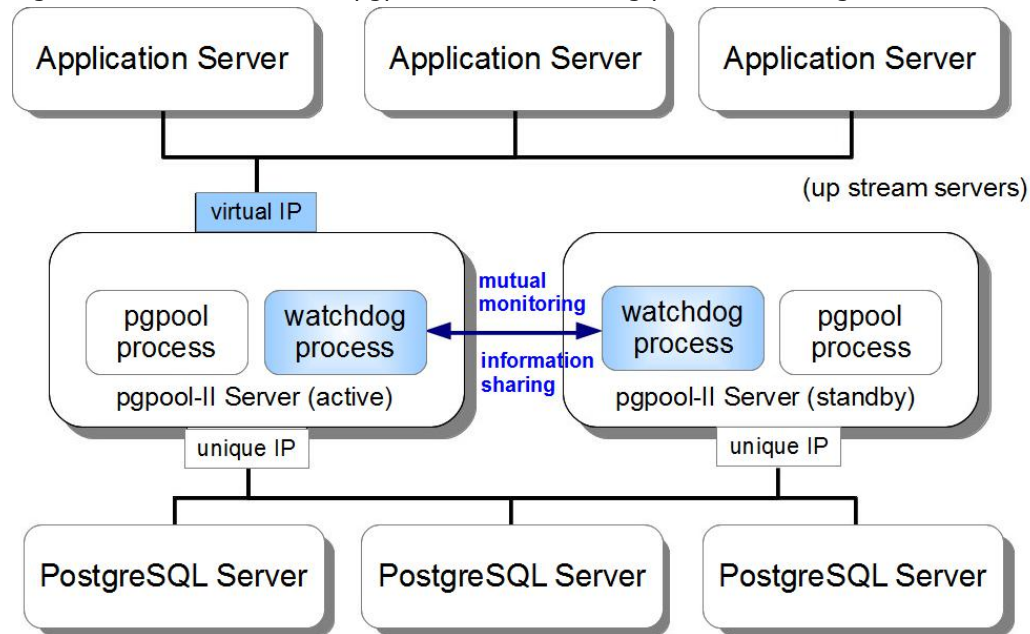 Application Server
Application Server
Application Server
(up stream servers)
virtual IP
mutual
monitoring
pgpool
process
watchdog
process
watchdog
process
pgpool
process
information
sharing
pgpool-II Server (active)
pgpool-II Server (standby)
unique IP
unique IP
PostgreSQL Server
PostgreSQL Server
PostgreSQL Server